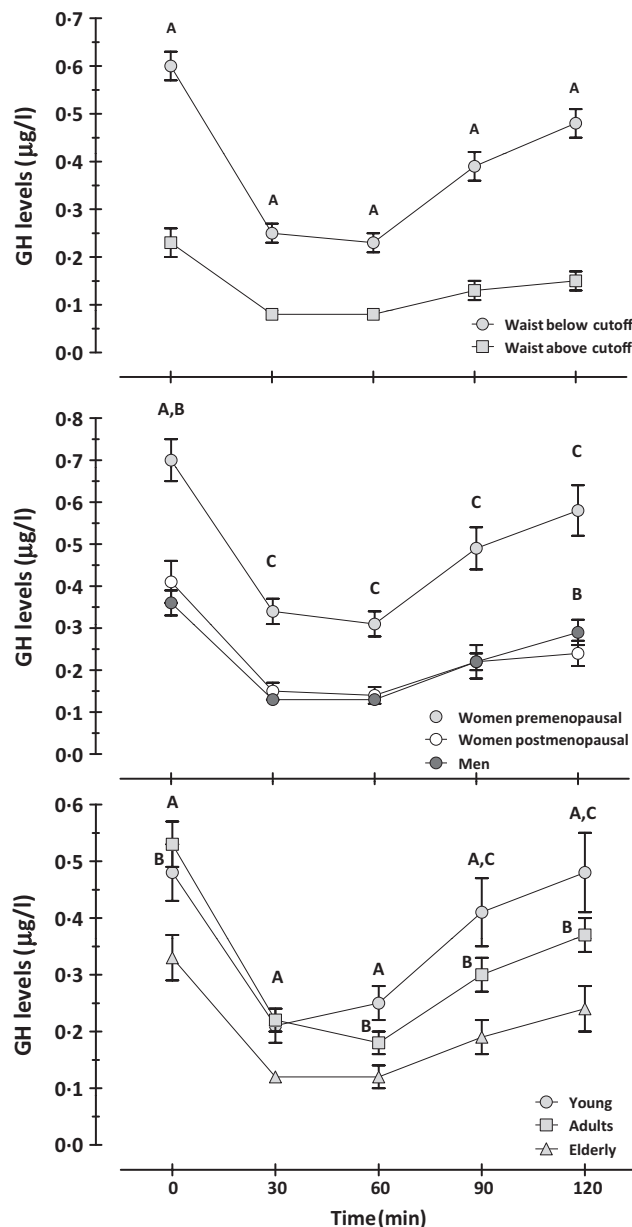 0·7
A
0·6
A
0·5
A
0·4
A
A
0·3
0·2
0·1
0·0
GH levels (µg/l)
Waist below cutoff
Waist above cutoff
A,B
0·8
0·7
C
0·6
C
0·5
C
C
0·4
B
0·3
0·2
0·1
0·0
GH levels (µg/l)
Women premenopausal
Women postmenopausal
Men
0·6
A
A,C
A,C
B
0·5
0·4
B
A
A
B
0·3
B
0·2
0·1
0·0
GH levels (µg/l)
Young
Adults
Elderly
0 30 60 90 120
Time (min)